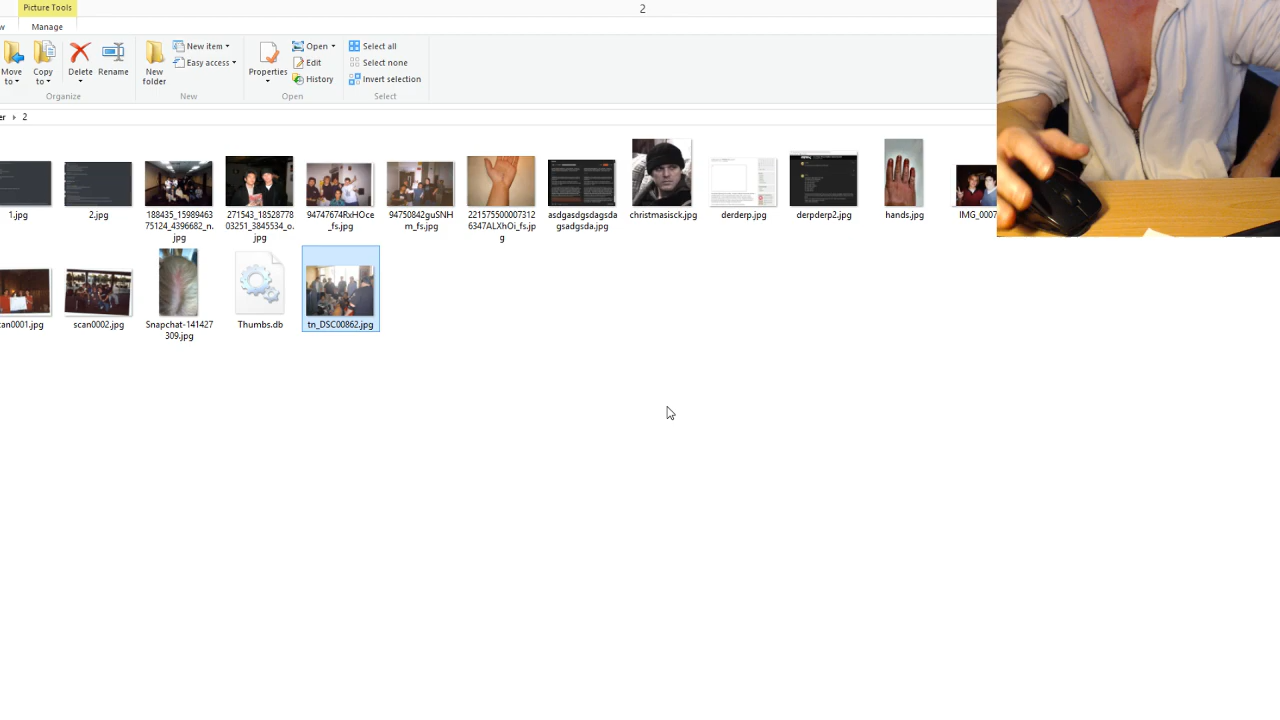 Picture Tools
2
w
Manage
Move
to
Copy
to
Delete
Rename
New
folder
New item
Easy access
Properties
Open
Edit
History
Select all
Select none
Invert selection
Organize
New
Open
Select
er
2
1.jpg
2.jpg
188435_15989463
75124_4396682_n.
jpg
271543_18528778
03251_3845534_o.
jpg
94747674RxHOce
_fs.jpg
94750842guSNH
m_fs.jpg
221575500007312
6347ALXhOi_fs.jp
g
asdgasdgsdagsda
gsdagsda.jpg
christmasisck.jpg
derderp.jpg
derpderp2.jpg
hands.jpg
IMG_0007
can0001.jpg
scan0002.jpg
Snapchat-141427
309.jpg
Thumbs.db
tn_DSC00862.jpg